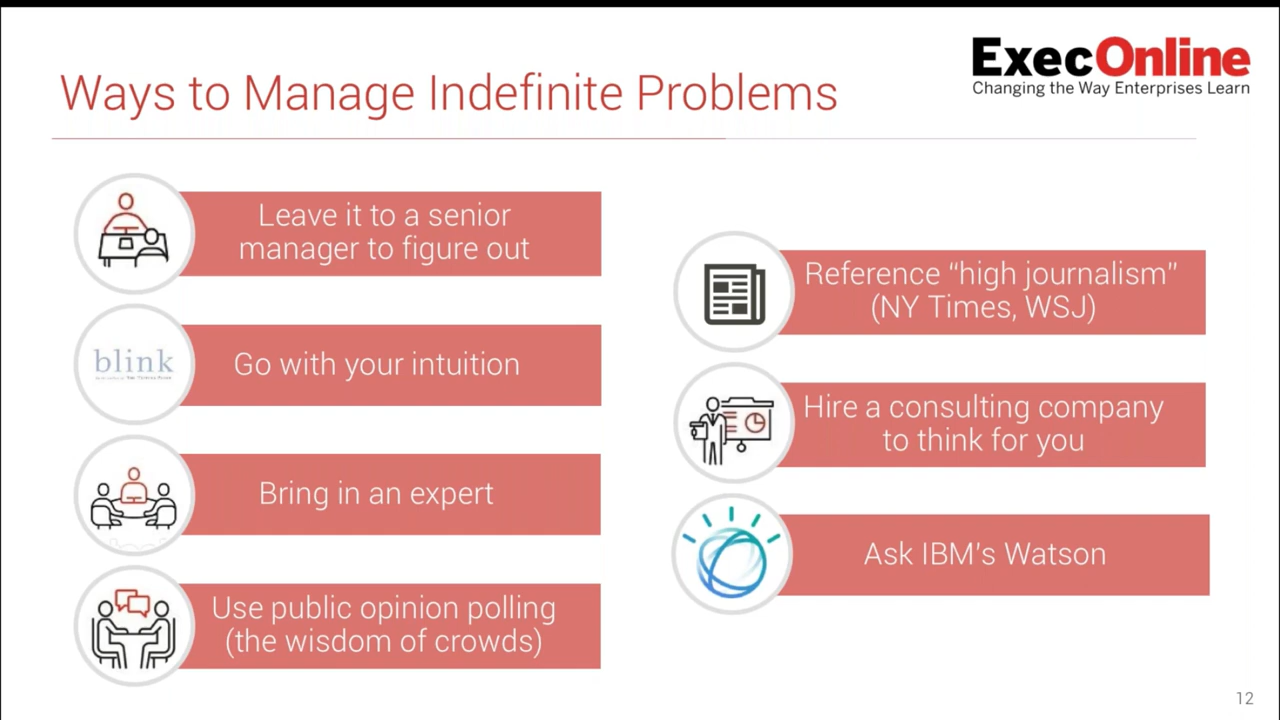 Ways to Manage Indefinite Problems
ExecOnline
Changing the Way Enterprises Learn
Leave it to a senior
manager to figure out
blink
Go with your intuition
Bring in an expert
Use public opinion polling
(the wisdom of crowds)
Reference “high journalism”
(NY Times, WSJ)
Hire a consulting company
to think for you
Ask IBM’s Watson
12